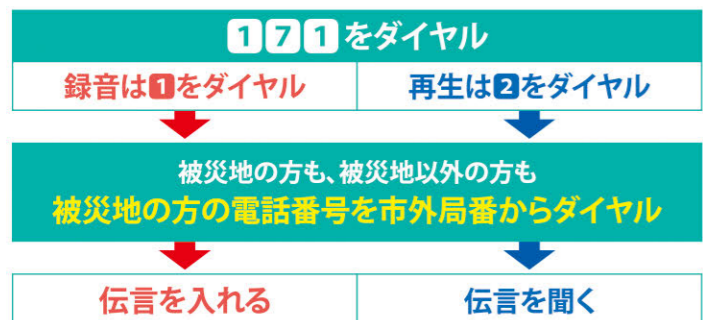 171をダイヤル
録音は1をダイヤル
再生は2をダイヤル
被災地の方も、被災地以外の方も
被災地の方の電話番号を市外局番からダイヤル
伝言を入れる
伝言を聞く